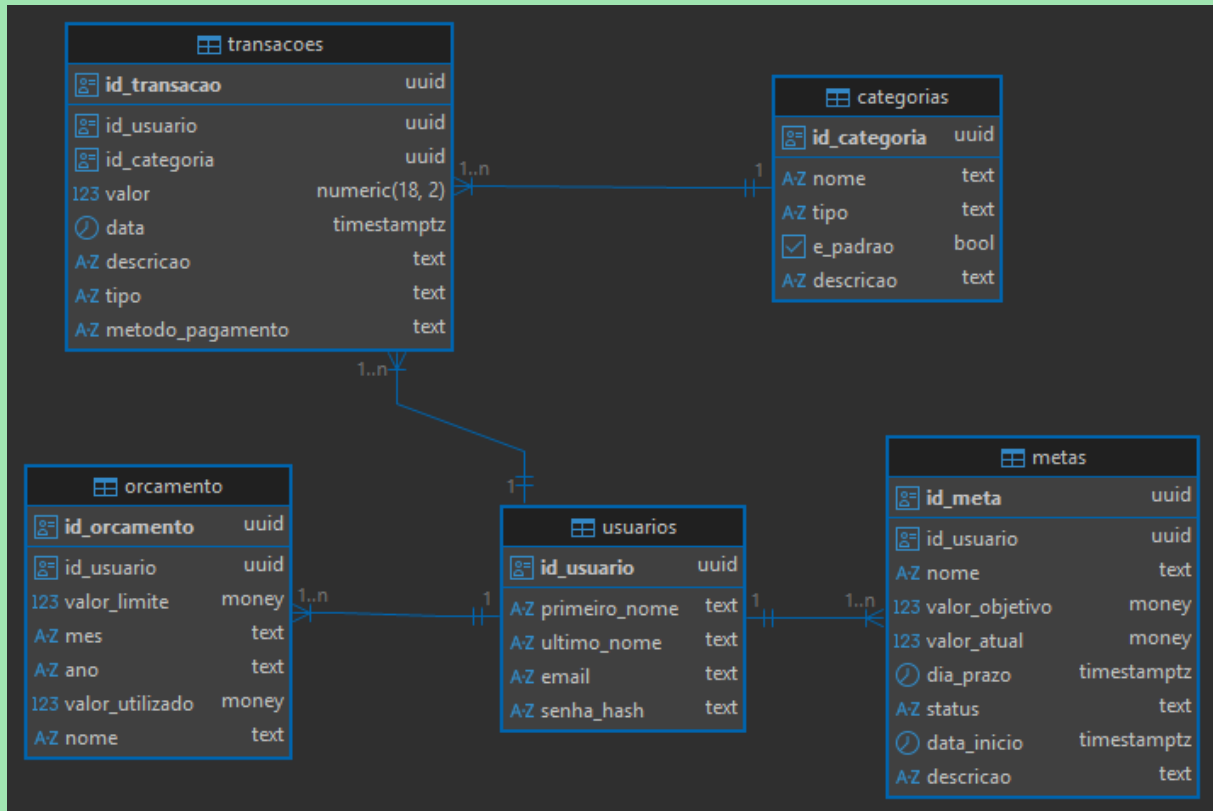 transacoes
id_transacao uuid
id_usuario uuid
id_categoria uuid
123 valor numeric(18, 2)
data timestamptz
A-Z descricao text
A-Z tipo text
A-Z metodo_pagamento text
1..n
1
categorias
id_categoria uuid
A-Z nome text
A-Z tipo text
e_padrao bool
A-Z descricao text
1..n
1
orcamento
id_orcamento uuid
id_usuario uuid
123 valor_limite money
A-Z mes text
A-Z ano text
123 valor_utilizado money
A-Z nome text
1..n
1
usuarios
id_usuario uuid
A-Z primeiro_nome text
A-Z ultimo_nome text
A-Z email text
A-Z senha_hash text
1
1..n
metas
id_meta uuid
id_usuario uuid
A-Z nome text
123 valor_objetivo money
123 valor_atual money
dia_prazo timestamptz
A-Z status text
data_inicio timestamptz
A-Z descricao text